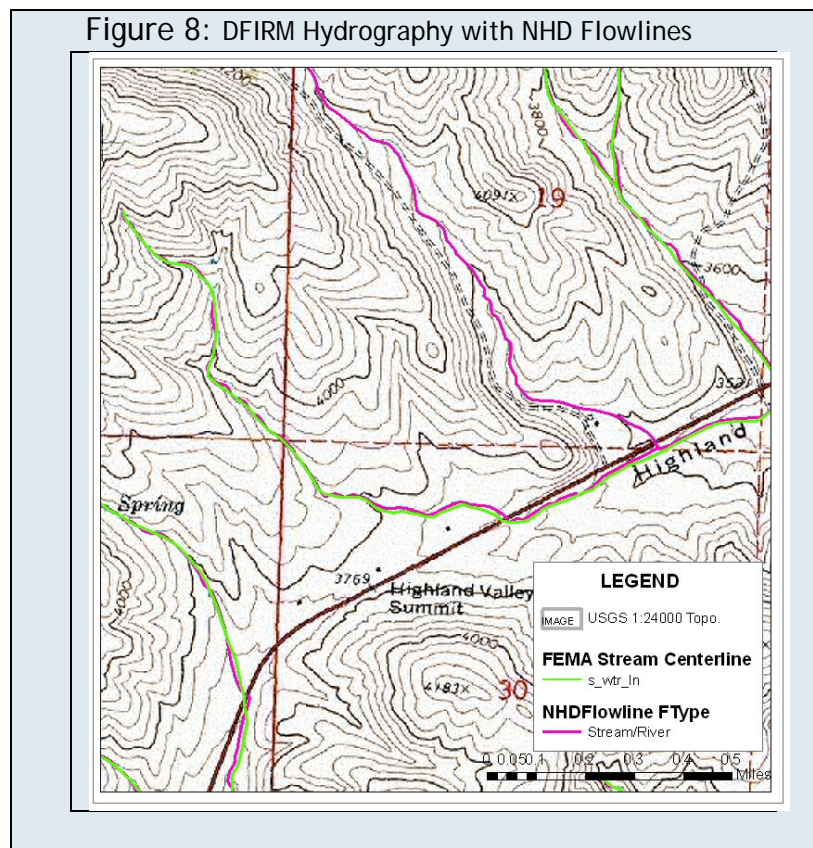 Figure 8: DFIRM Hydrography with NHD Flowlines
3800
4091X
19
3600
4000
Highland
Spring
3769
Highland Valley
Summit
4000
4000
4183X
30
LEGEND
IMAGE USGS 1:24000 Topo.
FEMA Stream Centerline
s_wtr_ln
NHDFlowline FType
Stream/River
0 0.05 0.1 0.2 0.3 0.4 0.5
Miles